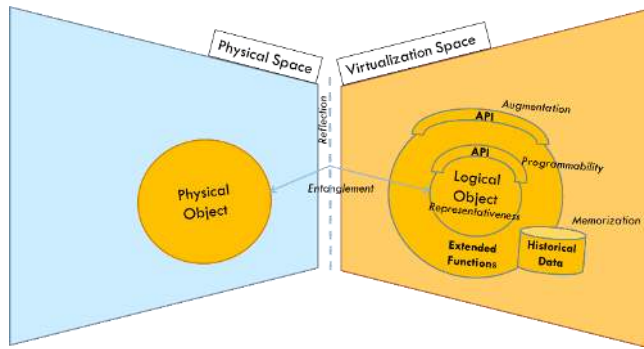 Physical Space
Virtualization Space
Reflection
Augmentation
API
API
Programmability
Physical
Object
Entanglement
Logical
Object
Representativeness
Memorization
Extended
Functions
Historical
Data